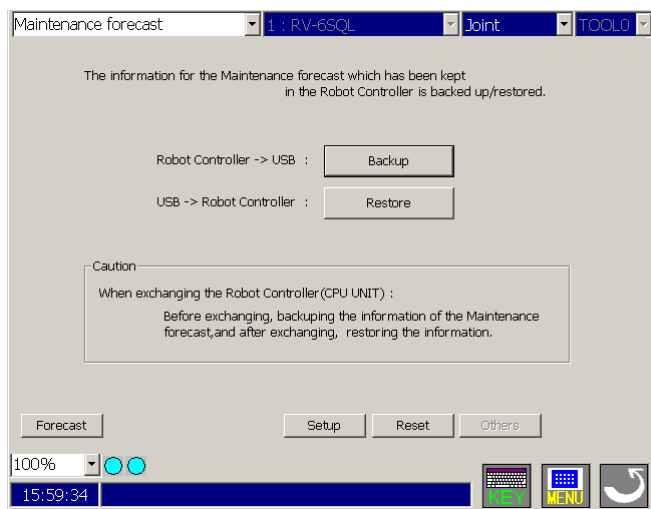 Maintenance forecast 1 : RV-6SQL Joint TOOL0
The information for the Maintenance forecast which has been kept
in the Robot Controller is backed up/restored.
Robot Controller -> USB : Backup
USB -> Robot Controller : Restore
Caution
When exchanging the Robot Controller(CPU UNIT) :
Before exchanging, backuping the information of the Maintenance
forecast,and after exchanging, restoring the information.
Forecast Setup Reset Others
100%
15:59:34 KEY MENU